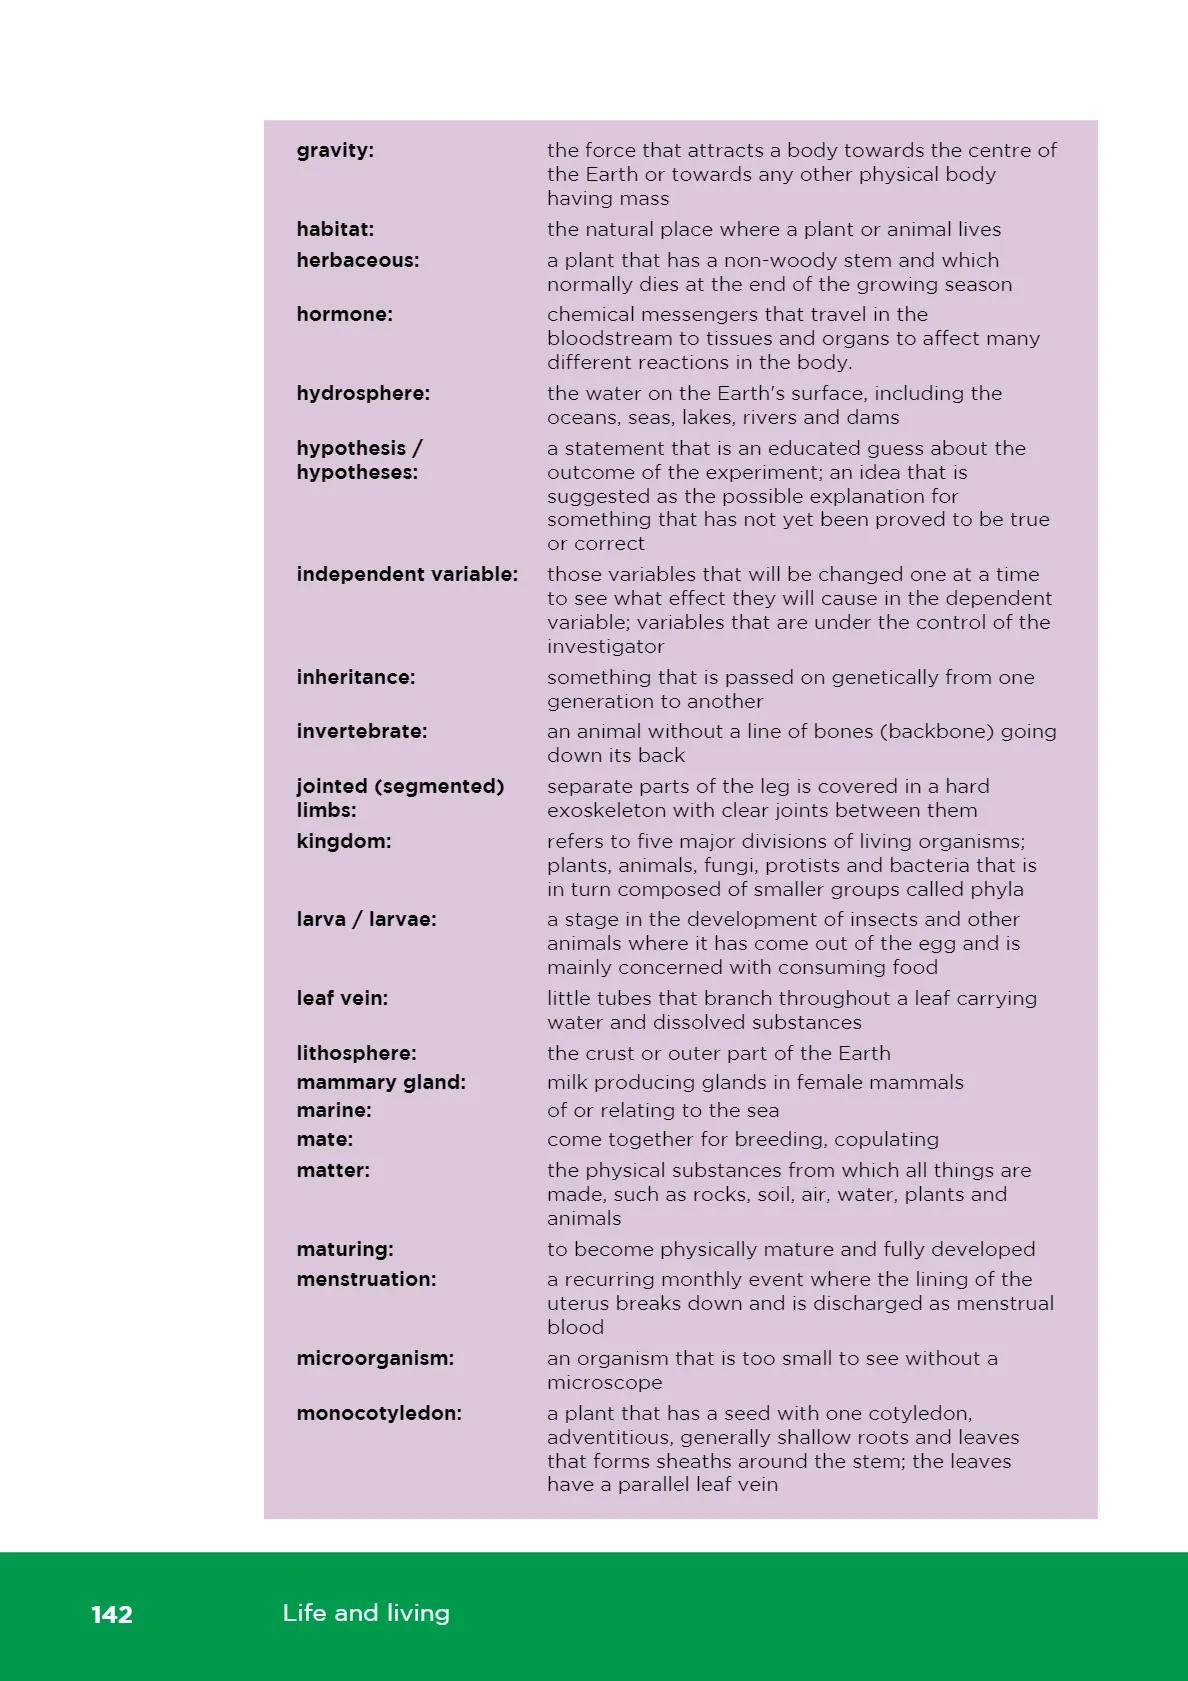 gravity: the force that attracts a body towards the centre of
the Earth or towards any other physical body
having mass
habitat: the natural place where a plant or animal lives
herbaceous: a plant that has a non-woody stem and which
normally dies at the end of the growing season
hormone: chemical messengers that travel in the
bloodstream to tissues and organs to affect many
different reactions in the body.
hydrosphere: the water on the Earth's surface, including the
oceans, seas, lakes, rivers and dams
hypothesis / a statement that is an educated guess about the
hypotheses: outcome of the experiment; an idea that is
suggested as the possible explanation for
something that has not yet been proved to be true
or correct
independent variable: those variables that will be changed one at a time
to see what effect they will cause in the dependent
variable; variables that are under the control of the
investigator
inheritance: something that is passed on genetically from one
generation to another
invertebrate: an animal without a line of bones (backbone) going
down its back
jointed (segmented) separate parts of the leg is covered in a hard
limbs: exoskeleton with clear joints between them
kingdom: refers to five major divisions of living organisms;
plants, animals, fungi, protists and bacteria that is
in turn composed of smaller groups called phyla
larva / larvae: a stage in the development of insects and other
animals where it has come out of the egg and is
mainly concerned with consuming food
leaf vein: little tubes that branch throughout a leaf carrying
water and dissolved substances
lithosphere: the crust or outer part of the Earth
mammary gland: milk producing glands in female mammals
marine: of or relating to the sea
mate: come together for breeding, copulating
matter: the physical substances from which all things are
made, such as rocks, soil, air, water, plants and
animals
maturing: to become physically mature and fully developed
menstruation: a recurring monthly event where the lining of the
uterus breaks down and is discharged as menstrual
blood
microorganism: an organism that is too small to see without a
microscope
monocotyledon: a plant that has a seed with one cotyledon,
adventitious, generally shallow roots and leaves
that forms sheaths around the stem; the leaves
have a parallel leaf vein
142 Life and living